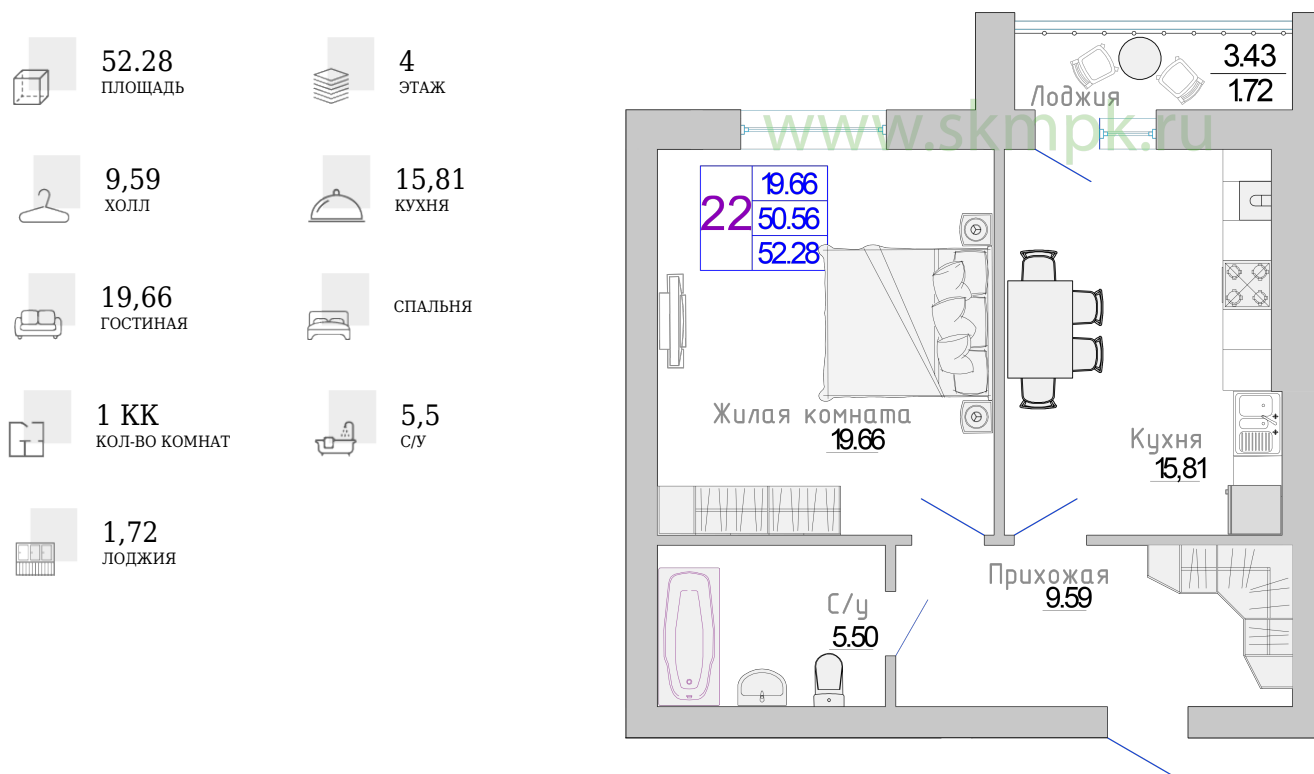 52.28
ПЛОЩАДЬ
4
ЭТАЖ
9,59
ХОЛЛ
15,81
КУХНЯ
19,66
ГОСТИНАЯ
СПАЛЬНЯ
1 КК
КОЛ-ВО КОМНАТ
5,5
С/У
1,72
ЛОДЖИЯ
3.43
1.72
Лоджия
www.skmpk.ru
22
19.66
50.56
52.28
Жилая комната
19.66
Кухня
15,81
Прихожая
9.59
С/у
5.50